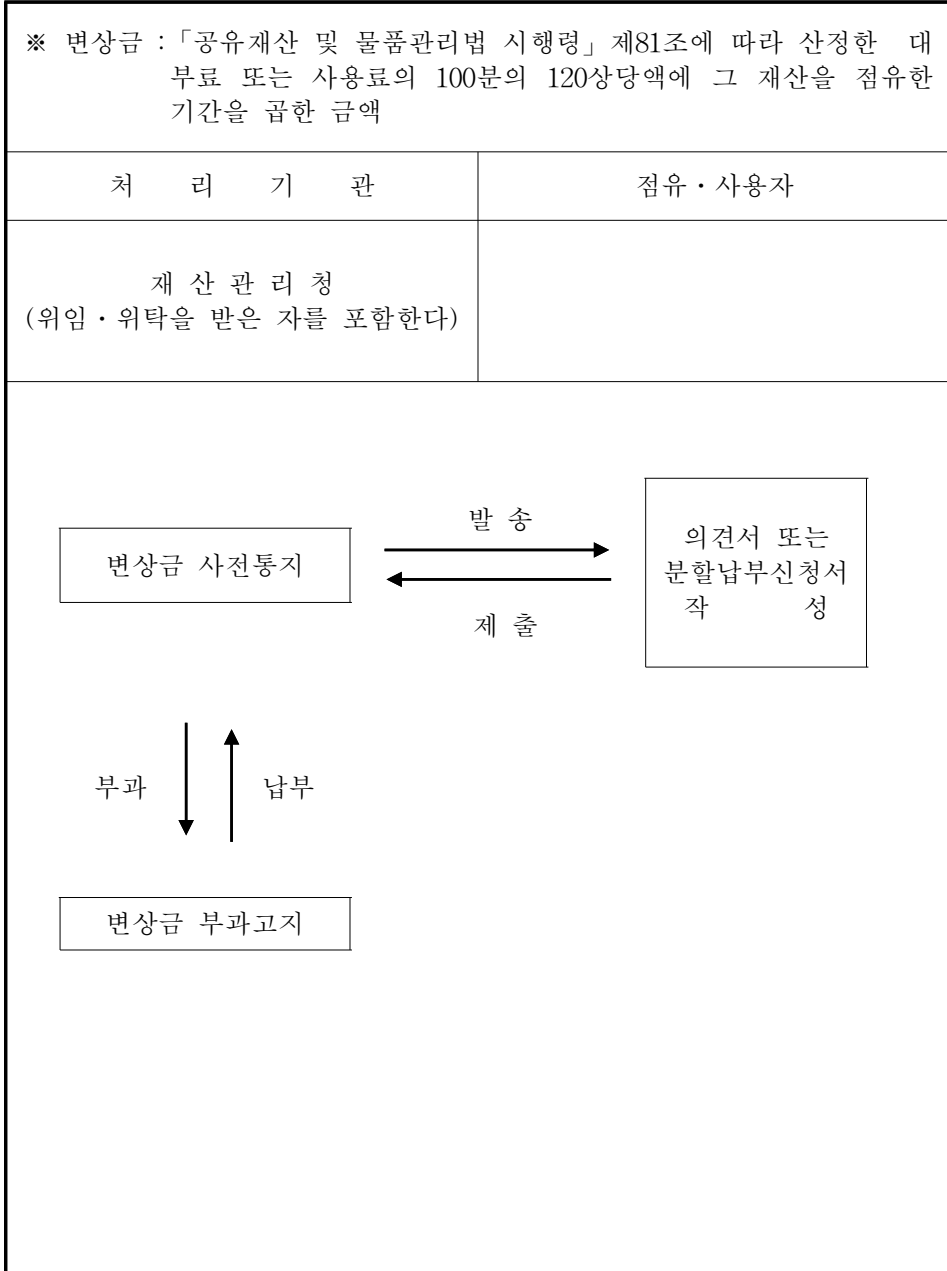 ※ 변상금 :「공유재산 및 물품관리법 시행령」제81조에 따라 산정한 대
부료 또는 사용료의 100분의 120상당액에 그 재산을 점유한
기간을 곱한 금액
처 리 기 관
점유·사용자
재 산 관 리 청
(위임·위탁을 받은 자를 포함한다)
변상금 사전통지
발 송
제 출
의견서 또는
분할납부신청서
작 성
부과
납부
변상금 부과고지